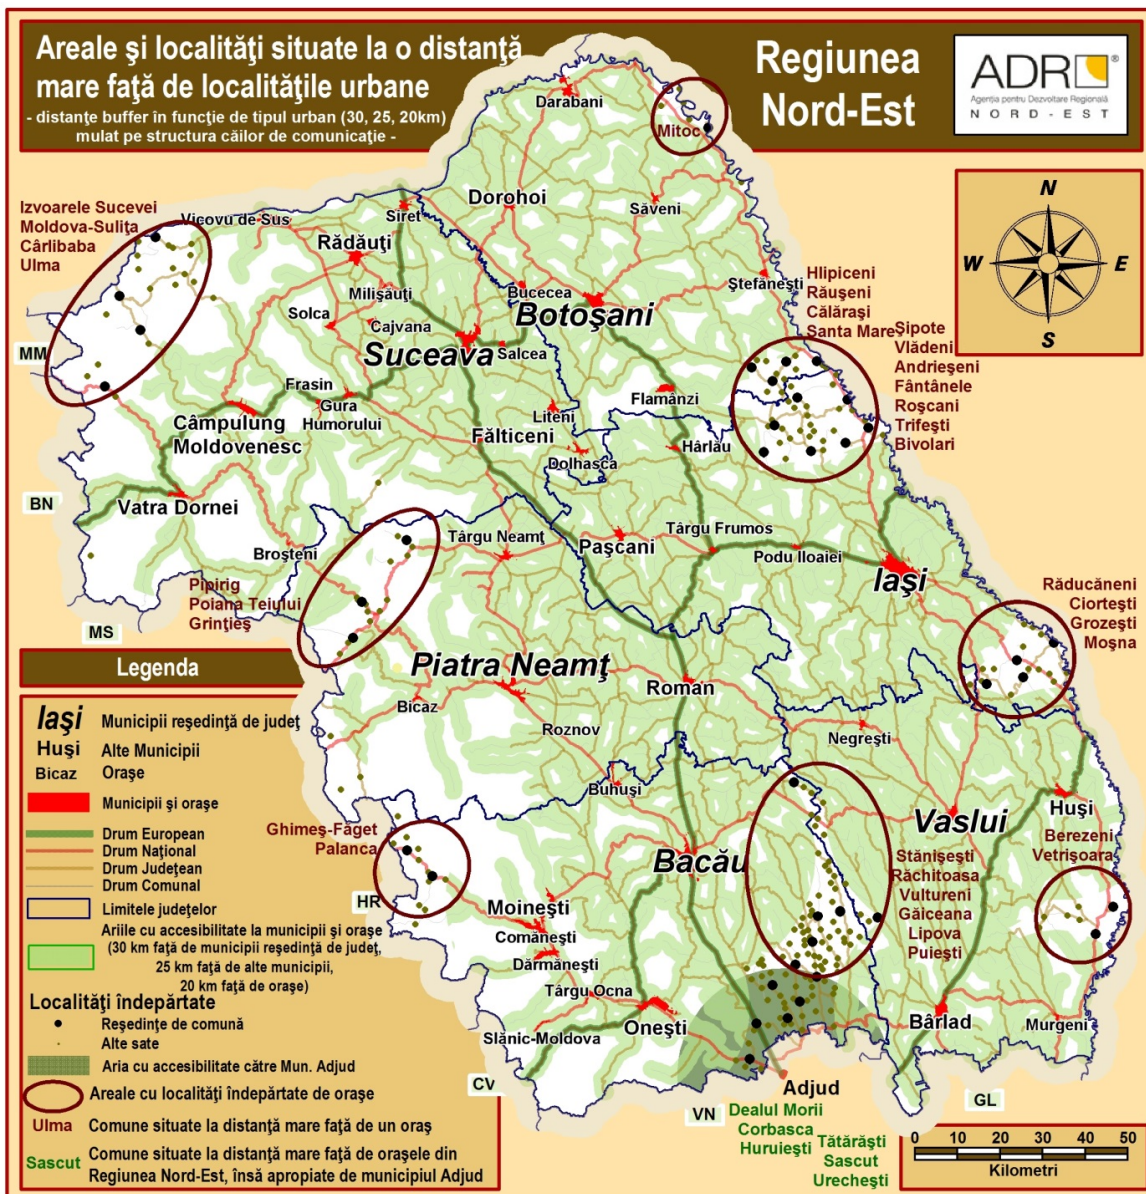 Areale şi localităţi situate la o distanţă
mare faţă de localităţile urbane
- distanţe buffer în funcţie de tipul urban (30, 25, 20km)
mulat pe structura căilor de comunicaţie -
Regiunea
Nord-Est
ADR
®
Agenţia pentru Dezvoltare Regională
NORD-EST
N
W
E
S
Darabani
Mitoc
Izvoarele Sucevei
Moldova-Suliţa
Cârlibaba
Ulma
Vicovu de Sus
Siret
Dorohoi
Săveni
Rădăuţi
Milişăuţi
Bucecea
Ştefăneşti
Botoşani
Solca
Cajvana
Suceava
Salcea
Hlipiceni
Răuşeni
Călăraşi
Santa Mare
Şipote
Vlădeni
Andrieşeni
Fântânele
Roşcani
Trifeşti
Bivolari
MM
Frasin
Gura
Humorului
Câmpulung
Moldovenesc
Liteni
Fălticeni
Flamânzi
Hârlău
Dolhasca
BN
Vatra Dornei
Broşteni
Târgu Neamţ
Paşcani
Târgu Frumos
Podu Iloaiei
Iaşi
Pipirig
Poiana Teiului
Grinţieş
MS
Răducăneni
Ciorteşti
Grozeşti
Moşna
Piatra Neamţ
Roman
Bicaz
Roznov
Negreşti
Buhuşi
Huşi
Vaslui
Ghimeş-Făget
Palanca
Bacău
Berezeni
Vetrişoara
Stănişeşti
Răchitoasa
Vultureni
Găiceana
Lipova
Puieşti
HR
Moineşti
Comăneşti
Dărmăneşti
Târgu Ocna
Oneşti
Slănic-Moldova
Bârlad
Murgeni
CV
VN
Adjud
GL
Dealul Morii
Corbasca
Huruieşti
Tătărăşti
Sascut
Urecheşti
Legenda
Iaşi Municipii reşedinţă de judeţ
Huşi Alte Municipii
Bicaz Oraşe
Municipii şi oraşe
Drum European
Drum Naţional
Drum Judeţean
Drum Comunal
Limitele judeţelor
Ariile cu accesibilitate la municipii şi oraşe
(30 km faţă de municipii reşedinţă de judeţ,
25 km faţă de alte municipii,
20 km faţă de oraşe)
Localităţi îndepărtate
Reşedinţe de comună
Alte sate
Aria cu accesibilitate către Mun. Adjud
Areale cu localităţi îndepărtate de oraşe
Ulma Comune situate la distanţă mare faţă de un oraş
Sascut Comune situate la distanţă mare faţă de oraşele din
Regiunea Nord-Est, însă apropiate de municipiul Adjud
0 10 20 30 40 50
Kilometri